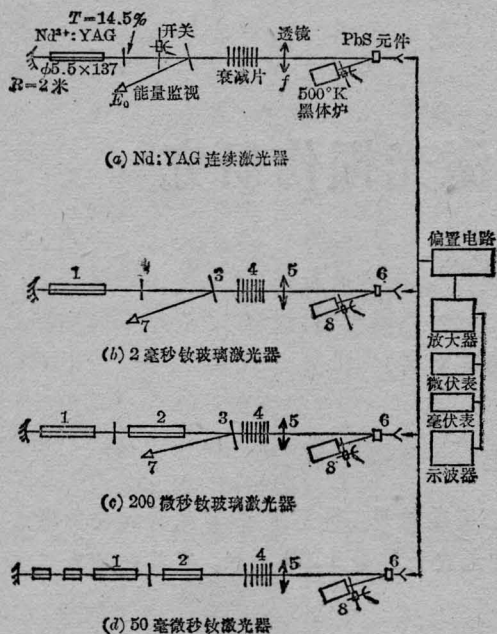 T=14.5%
Nd³⁺:YAG
开关
透镜
PbS 元件
ϕ5.5×137
R=2米
E₀ 能量监视
衰减片
f
500°K
黑体炉
(a) Nd:YAG 连续激光器
偏置电路
放大器
微伏表
毫伏表
示波器
1
3
4
5
6
7
8
(b) 2 毫秒钕玻璃激光器
1
2
3
4
5
6
7
8
(c) 200 微秒钕玻璃激光器
1
2
4
5
6
8
(d) 50 毫微秒钕激光器